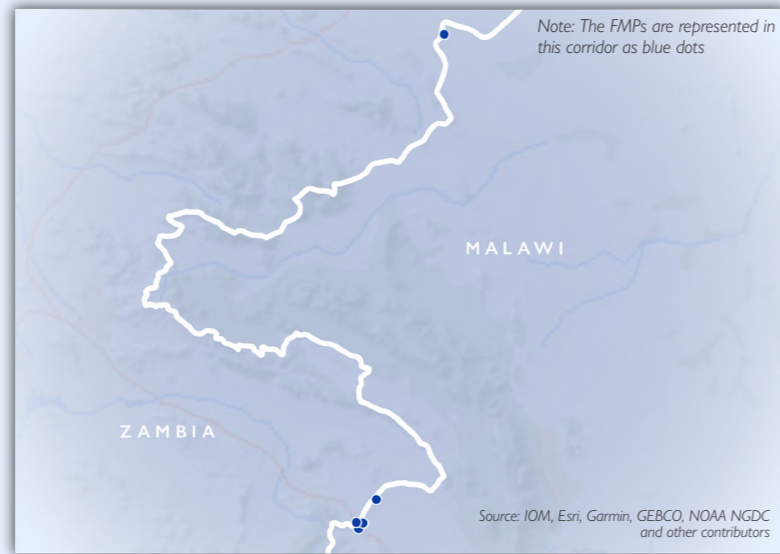 Note: The FMPs are represented in
this corridor as blue dots
MALAWI
ZAMBIA
Source: IOM, Esri, Garmin, GEBCO, NOAA NGDC
and other contributors